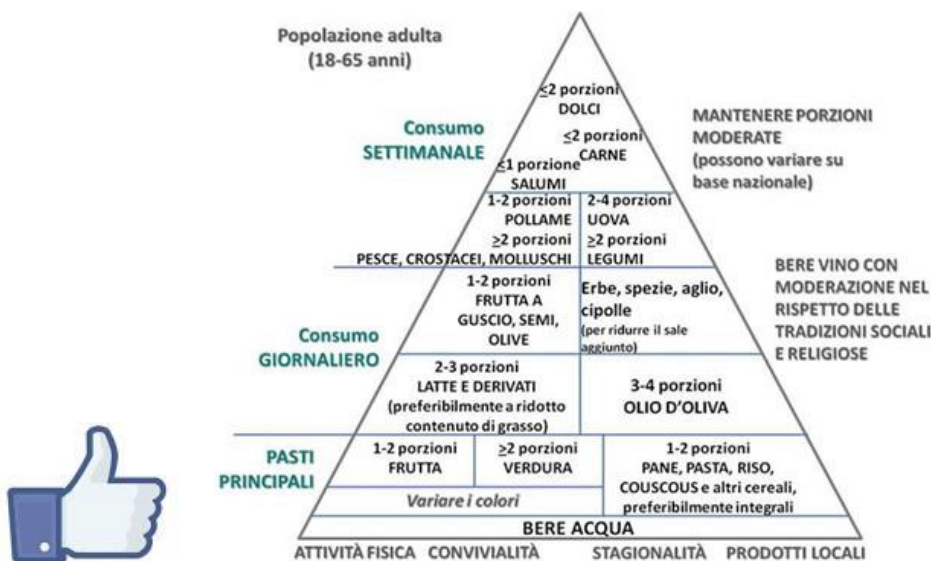 Popolazione adulta
(18-65 anni)
≤2 porzioni
DOLCI
≤2 porzioni
CARNE
≤1 porzione
SALUMI
Consumo
SETTIMANALE
MANTENERE PORZIONI
MODERATE
(possono variare su
base nazionale)
1-2 porzioni
POLLAME
≥2 porzioni
PESCE, CROSTACEI, MOLLUSCHI
2-4 porzioni
UOVA
≥2 porzioni
LEGUMI
BERE VINO CON
MODERAZIONE NEL
RISPETTO DELLE
TRADIZIONI SOCIALI
E RELIGIOSE
Consumo
GIORNALIERO
1-2 porzioni
FRUTTA A
GUSCIO, SEMI,
OLIVE
Erbe, spezie, aglio,
cipolle
(per ridurre il sale
aggiunto)
2-3 porzioni
LATTE E DERIVATI
(preferibilmente a ridotto
contenuto di grasso)
3-4 porzioni
OLIO D'OLIVA
PASTI
PRINCIPALI
1-2 porzioni
FRUTTA
≥2 porzioni
VERDURA
Variare i colori
1-2 porzioni
PANE, PASTA, RISO,
COUSCOUS e altri cereali,
preferibilmente integrali
BERE ACQUA
ATTIVITÀ FISICA CONVIVIALITÀ STAGIONALITÀ PRODOTTI LOCALI